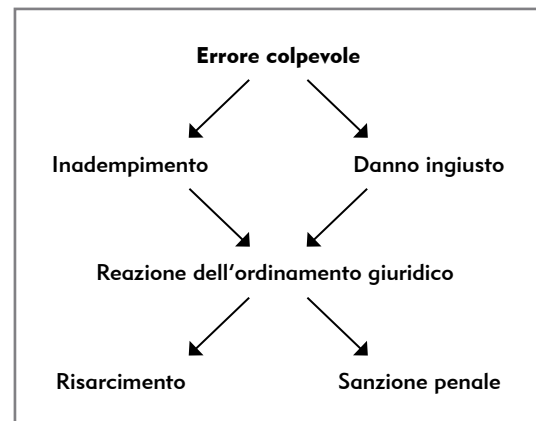 Errore colpevole
Inadempimento
Danno ingiusto
Reazione dell'ordinamento giuridico
Risarcimento
Sanzione penale